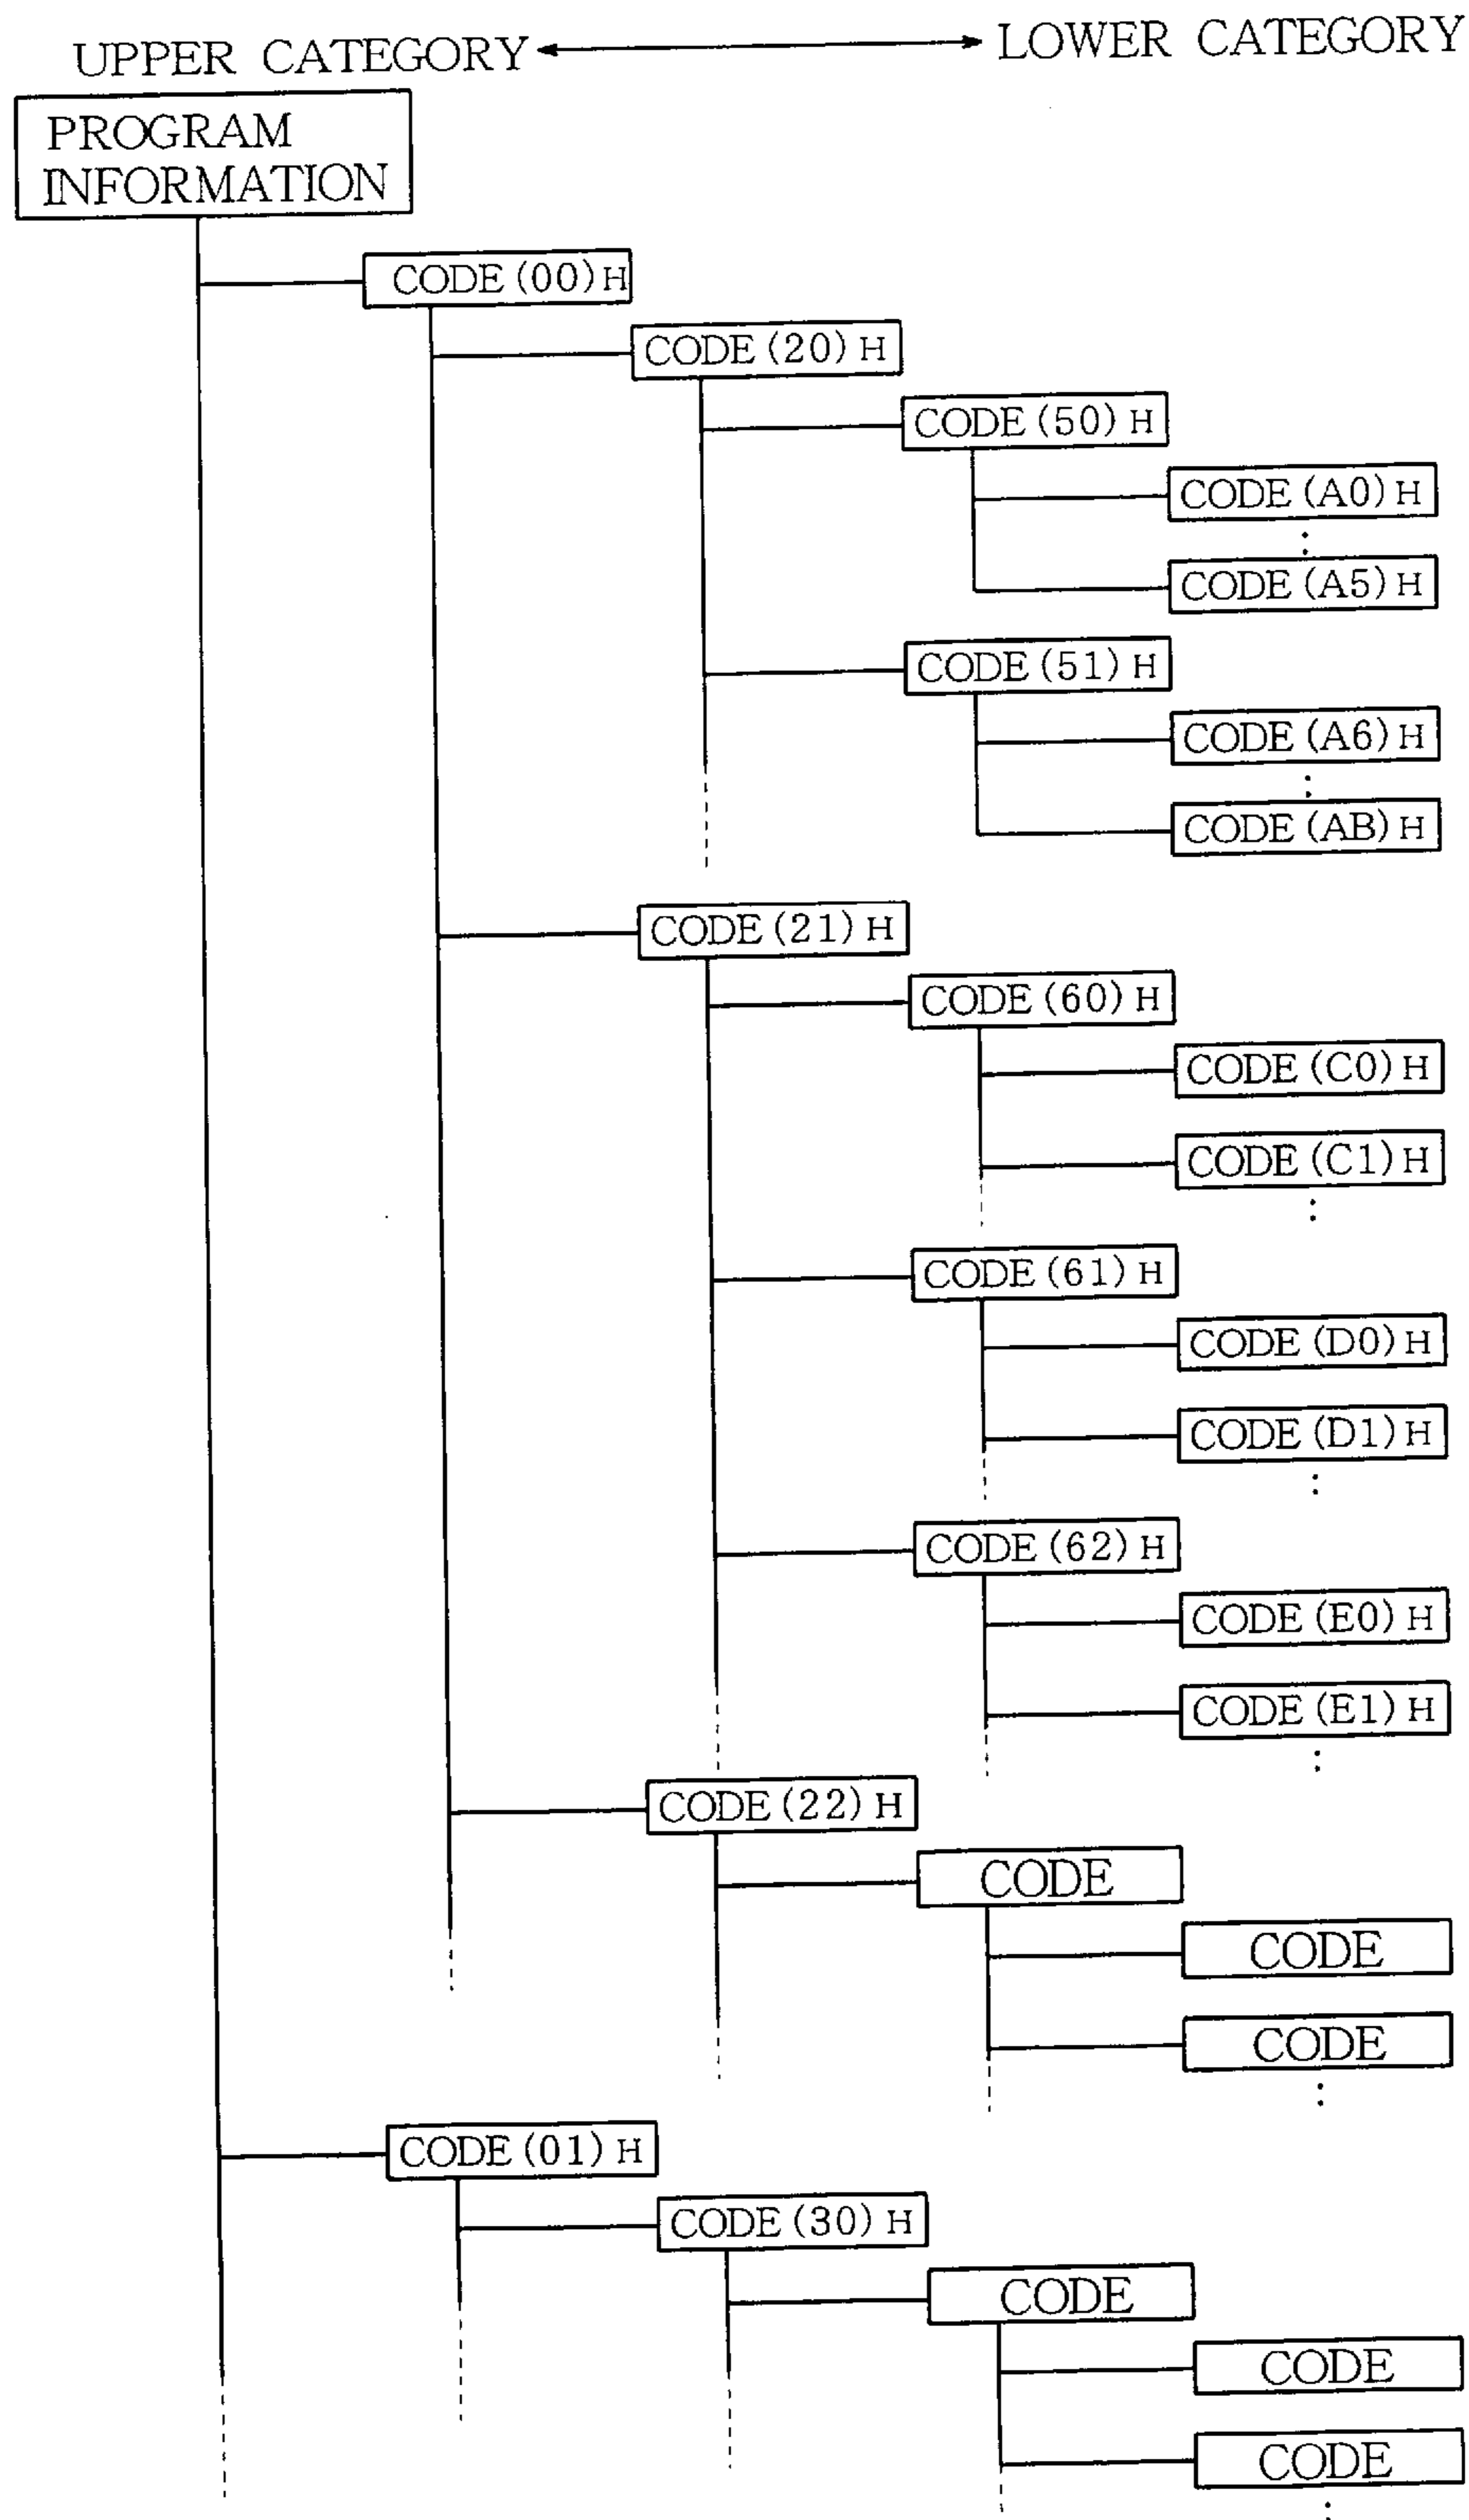 UPPER CATEGORY
LOWER CATEGORY
PROGRAM
INFORMATION
CODE(00)H
CODE(20)H
CODE(50)H
CODE(A0)H
CODE(A5)H
CODE(51)H
CODE(A6)H
CODE(AB)H
CODE(21)H
CODE(60)H
CODE(C0)H
CODE(C1)H
CODE(61)H
CODE(D0)H
CODE(D1)H
CODE(62)H
CODE(E0)H
CODE(E1)H
CODE(22)H
CODE
CODE
CODE
CODE(01)H
CODE(30)H
CODE
CODE
CODE